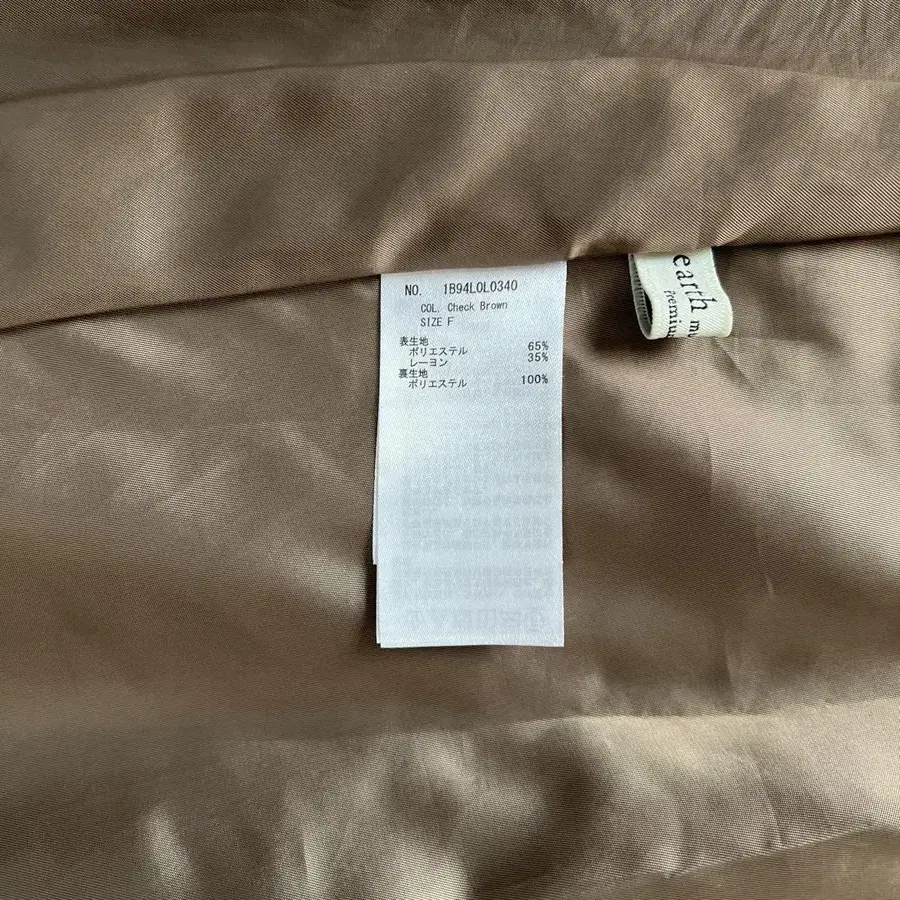 NO. 1B94L0L0340
COL. Check Brown
SIZE F
表生地
ポリエステル 65%
レーヨン 35%
裏生地
ポリエステル 100%
earth